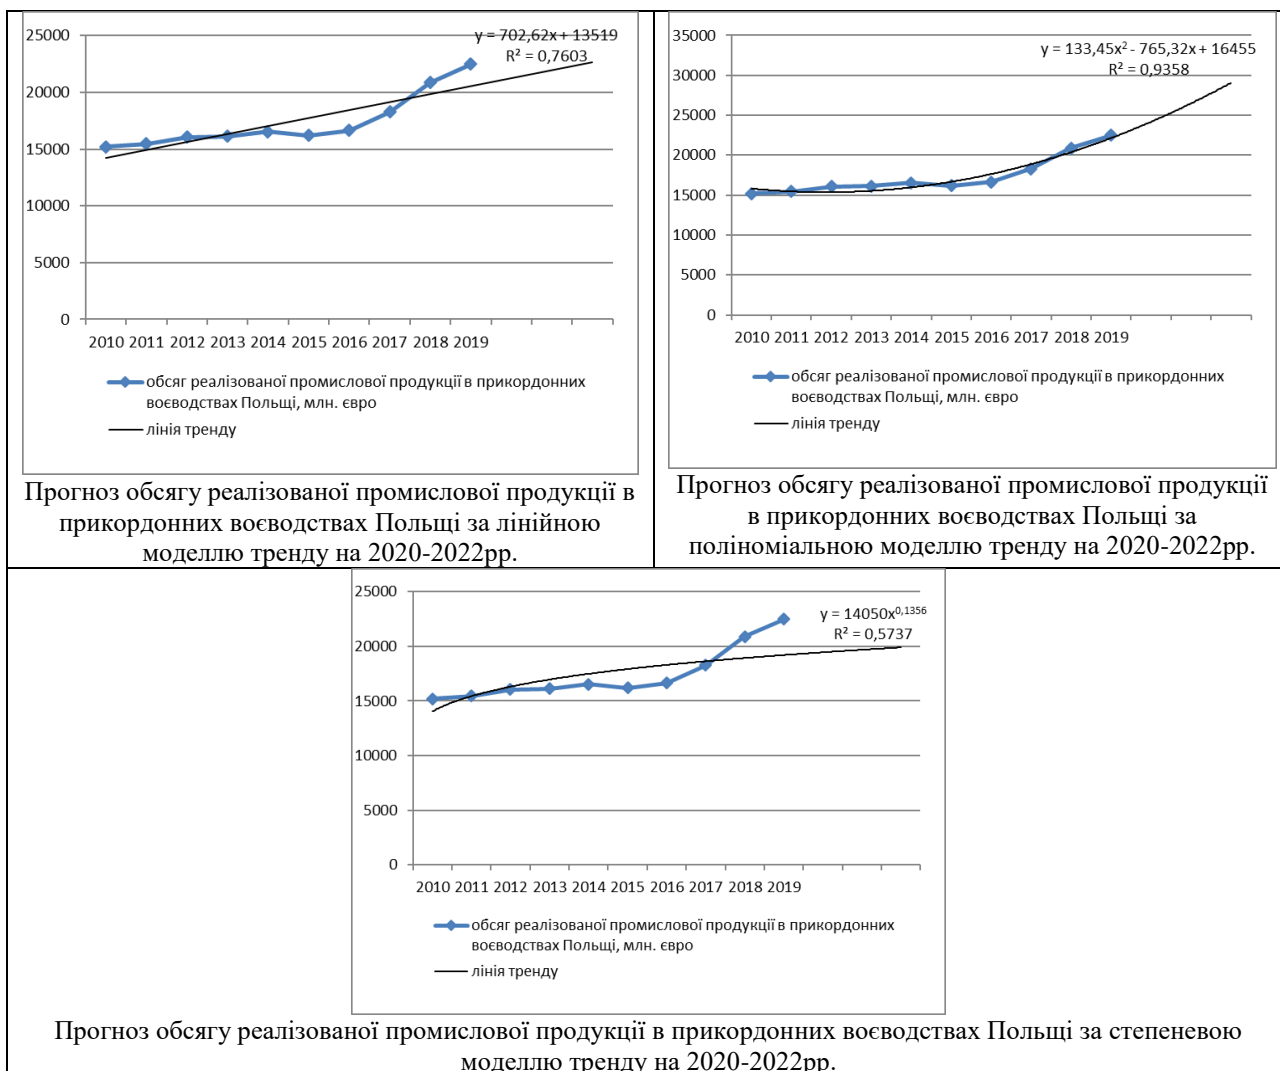 25000
20000
15000
10000
5000
0
y = 702,62x + 13519
R² = 0,7603
2010 2011 2012 2013 2014 2015 2016 2017 2018 2019
обсяг реалізованої промислової продукції в прикордонних
воєводствах Польщі, млн. євро
лінія тренду
Прогноз обсягу реалізованої промислової продукції в
прикордонних воєводствах Польщі за лінійною
моделлю тренду на 2020-2022рр.
35000
30000
25000
20000
15000
10000
5000
0
y = 133,45x² - 765,32x + 16455
R² = 0,9358
2010 2011 2012 2013 2014 2015 2016 2017 2018 2019
обсяг реалізованої промислової продукції в прикордонних
воєводствах Польщі, млн. євро
лінія тренду
Прогноз обсягу реалізованої промислової продукції
в прикордонних воєводствах Польщі за
поліноміальною моделлю тренду на 2020-2022рр.
25000
20000
15000
10000
5000
0
y = 14050x^0,1356
R² = 0,5737
2010 2011 2012 2013 2014 2015 2016 2017 2018 2019
обсяг реалізованої промислової продукції в прикордонних
воєводствах Польщі, млн. євро
лінія тренду
Прогноз обсягу реалізованої промислової продукції в прикордонних воєводствах Польщі за степеневою
моделлю тренду на 2020-2022рр.